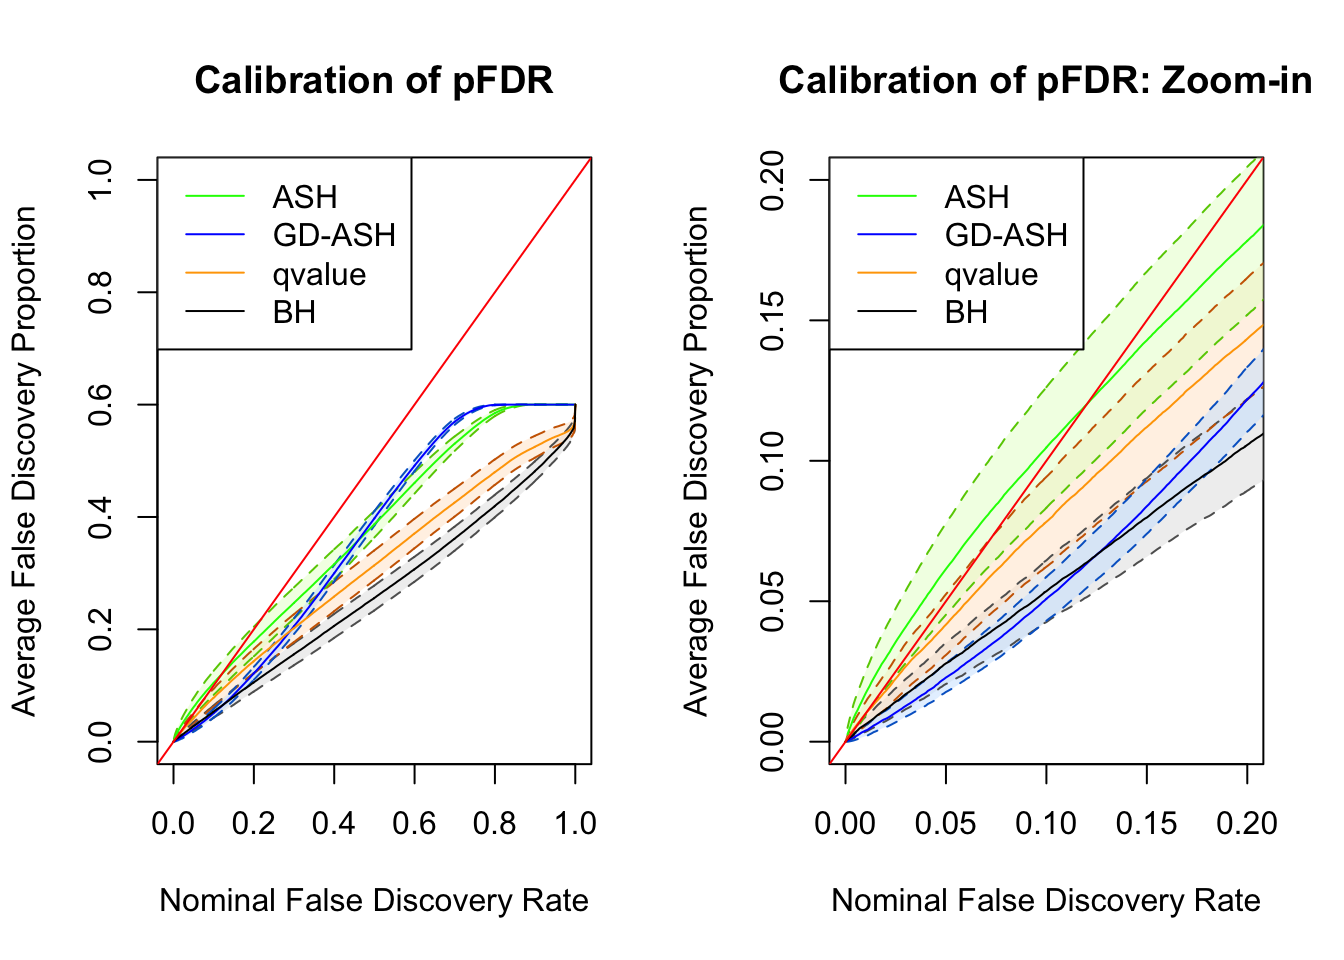 Calibration of pFDR
Average False Discovery Proportion
1.0
0.8
0.6
0.4
0.2
0.0
ASH
GD-ASH
qvalue
BH
0.0 0.2 0.4 0.6 0.8 1.0
Nominal False Discovery Rate
Calibration of pFDR: Zoom-in
Average False Discovery Proportion
0.20
0.15
0.10
0.05
0.00
ASH
GD-ASH
qvalue
BH
0.00 0.05 0.10 0.15 0.20
Nominal False Discovery Rate